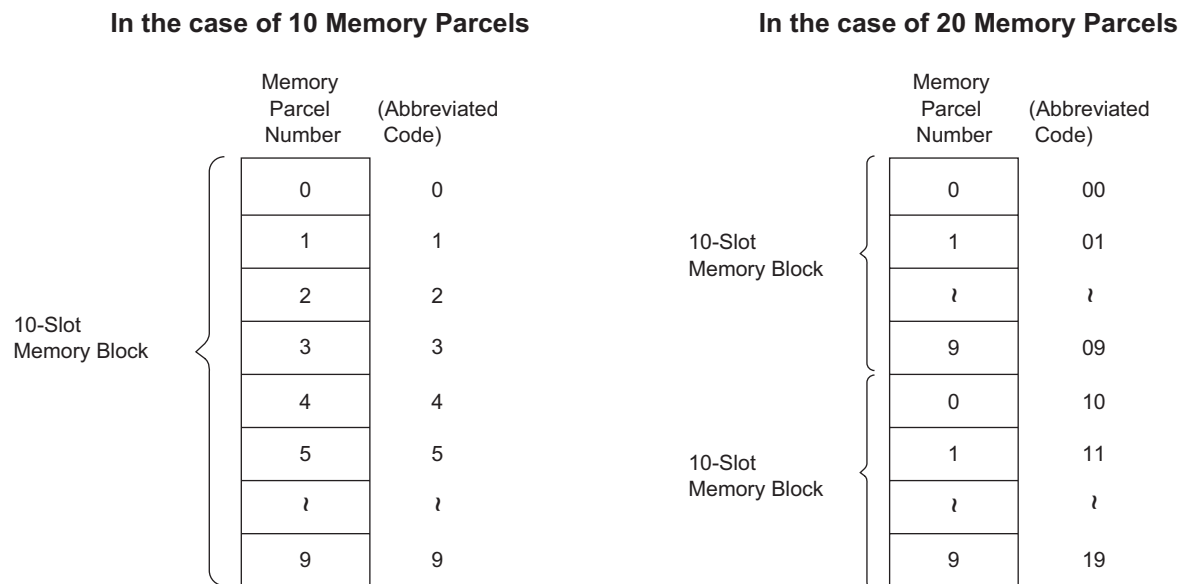 In the case of 10 Memory Parcels
Memory
Parcel
Number
(Abbreviated
Code)
10-Slot
Memory Block
0 0
1 1
2 2
3 3
4 4
5 5
≀ ≀
9 9
In the case of 20 Memory Parcels
Memory
Parcel
Number
(Abbreviated
Code)
10-Slot
Memory Block
0 00
1 01
≀ ≀
9 09
10-Slot
Memory Block
0 10
1 11
≀ ≀
9 19